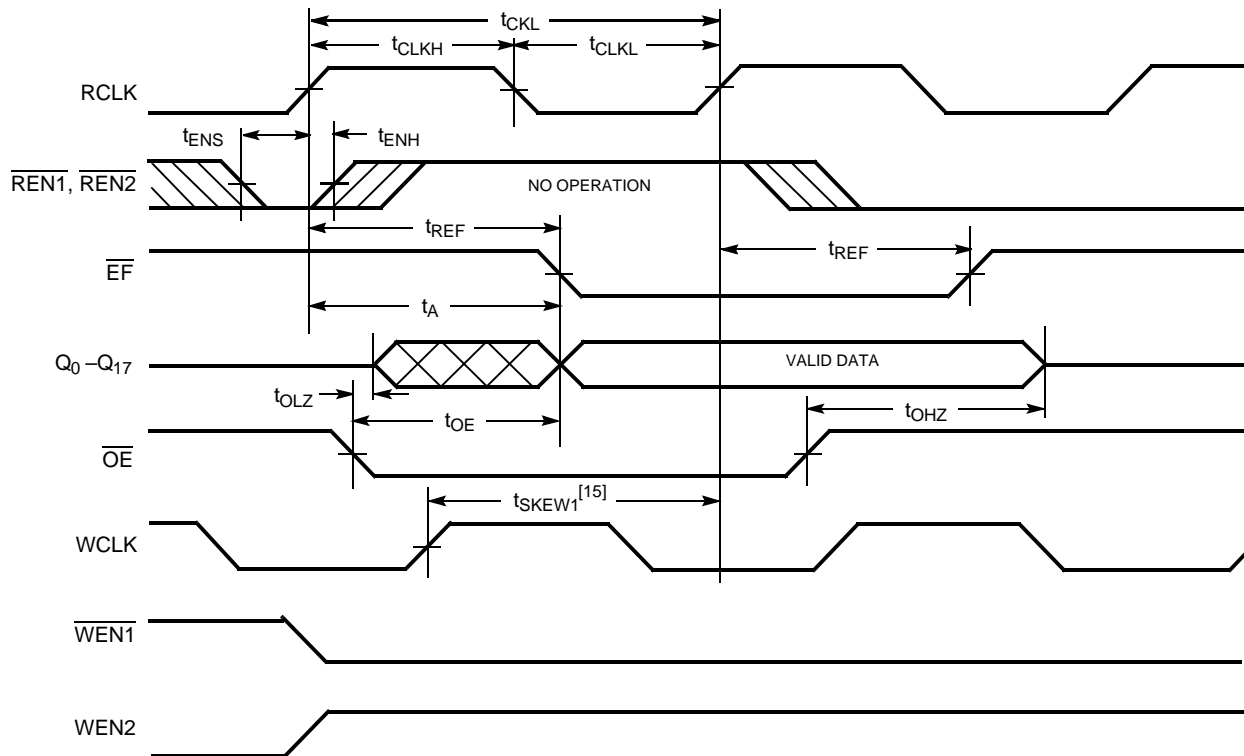 tCKL
tCLKH tCLKL
RCLK
tENS tENH
REN1, REN2 NO OPERATION
tREF
tREF
EF
tA
Q0 –Q17 VALID DATA
tOLZ tOE tOHZ
OE
tSKEW1[15]
WCLK
WEN1
WEN2